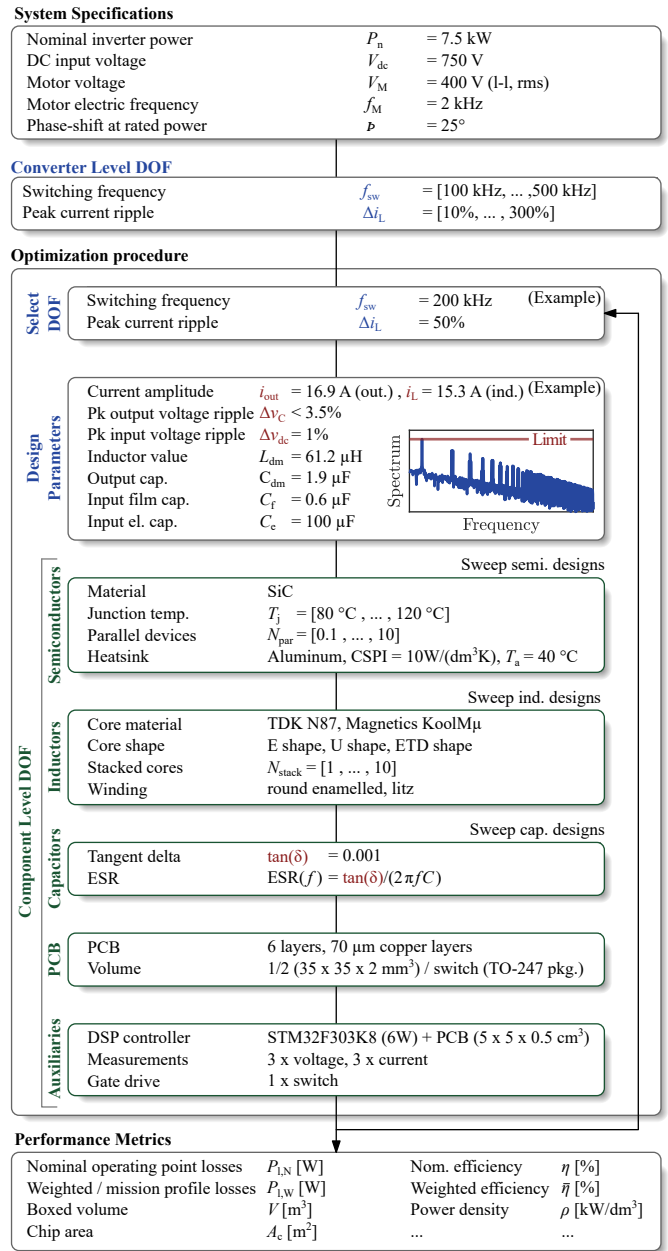 System Specifications
Nominal inverter power Pn = 7.5 kW
DC input voltage Vdc = 750 V
Motor voltage VM = 400 V (l-l, rms)
Motor electric frequency fM = 2 kHz
Phase-shift at rated power Þ = 25°
Converter Level DOF
Switching frequency fsw = [100 kHz, ... ,500 kHz]
Peak current ripple ΔiL = [10%, ... , 300%]
Optimization procedure
Select DOF
Switching frequency fsw = 200 kHz (Example)
Peak current ripple ΔiL = 50%
Design Parameters
Current amplitude iout = 16.9 A (out.) , iL = 15.3 A (ind.) (Example)
Pk output voltage ripple ΔvC < 3.5%
Pk input voltage ripple Δvdc = 1%
Inductor value Ldm = 61.2 µH
Output cap. Cdm = 1.9 µF
Input film cap. Cf = 0.6 µF
Input el. cap. Ce = 100 µF
Spectrum
Limit
Frequency
Component Level DOF
Sweep semi. designs
Semiconductors
Material SiC
Junction temp. Tj = [80 °C , ... , 120 °C]
Parallel devices Npar = [0.1 , ... , 10]
Heatsink Aluminum, CSPI = 10W/(dm³K), Ta = 40 °C
Sweep ind. designs
Inductors
Core material TDK N87, Magnetics KoolMµ
Core shape E shape, U shape, ETD shape
Stacked cores Nstack = [1 , ... , 10]
Winding round enamelled, litz
Sweep cap. designs
Capacitors
Tangent delta tan(δ) = 0.001
ESR ESR(f) = tan(δ)/(2πfC)
PCB
PCB 6 layers, 70 µm copper layers
Volume 1/2 (35 x 35 x 2 mm³) / switch (TO-247 pkg.)
Auxiliaries
DSP controller STM32F303K8 (6W) + PCB (5 x 5 x 0.5 cm³)
Measurements 3 x voltage, 3 x current
Gate drive 1 x switch
Performance Metrics
Nominal operating point losses Pl,N [W] Nom. efficiency η [%]
Weighted / mission profile losses Pl,W [W] Weighted efficiency η̄ [%]
Boxed volume V [m³] Power density ρ [kW/dm³]
Chip area Ac [m²] ... ...